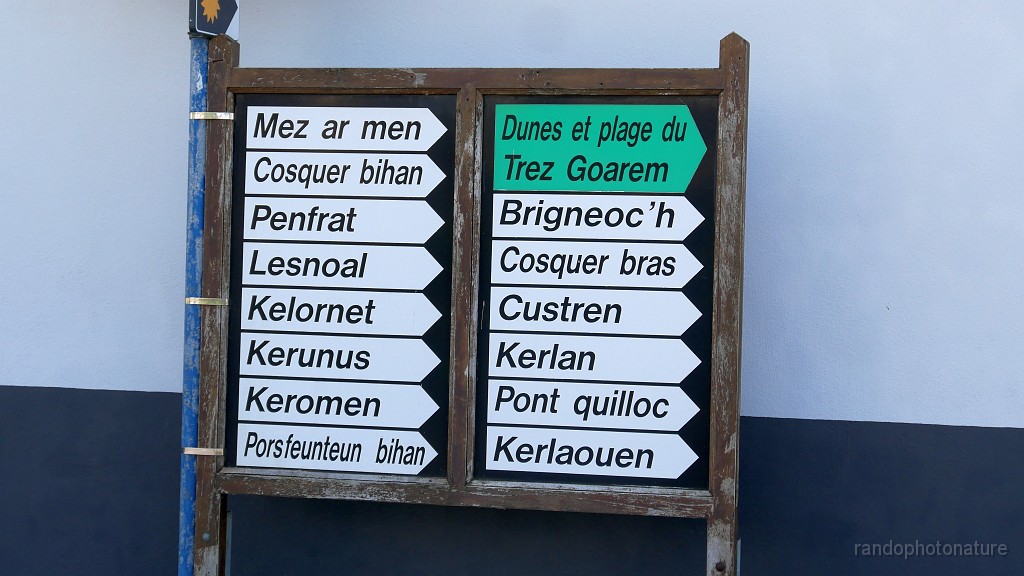 Mez ar men
Cosquer bihan
Penfrat
Lesnoal
Kelornet
Kerunus
Keromen
Porsfeunteun bihan
Dunes et plage du
Trez Goarem
Brigneoc'h
Cosquer bras
Custren
Kerlan
Pont quilloc
Kerlaouen
randophotonature